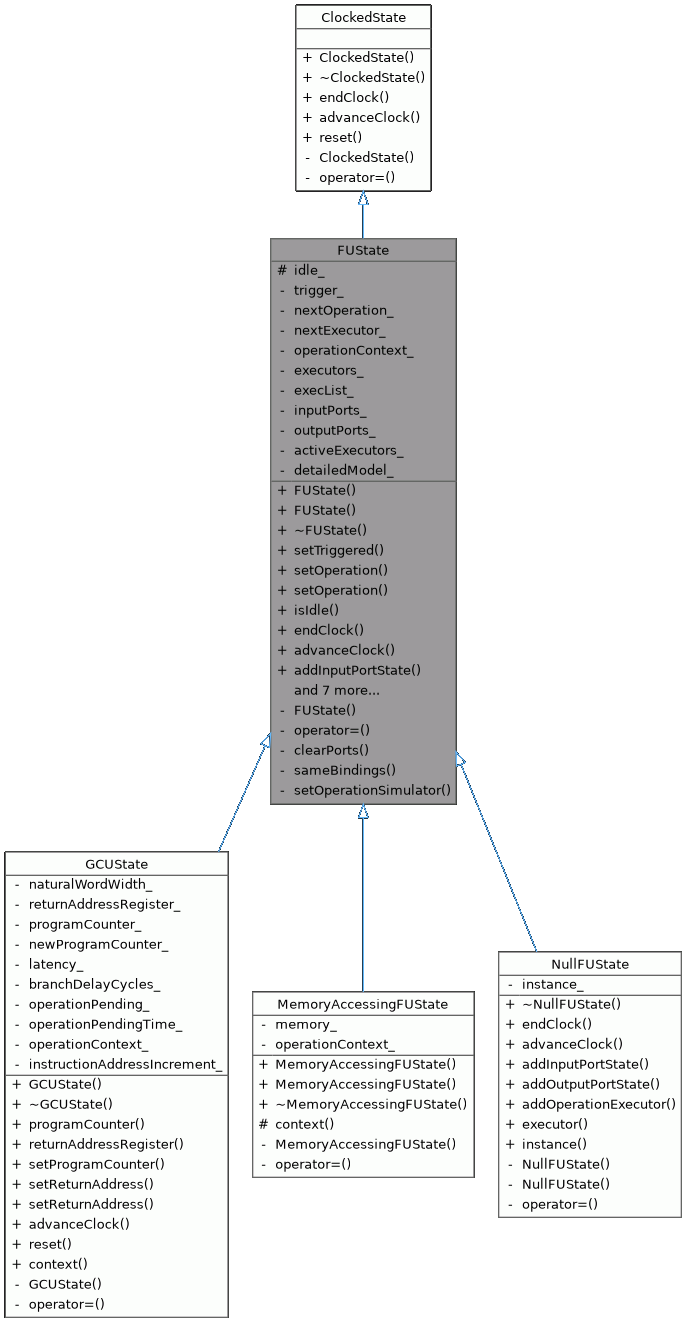 ClockedState
+ ClockedState()
+ ~ClockedState()
+ endClock()
+ advanceClock()
+ reset()
- ClockedState()
- operator=()
FUState
# idle_
- trigger_
- nextOperation_
- nextExecutor_
- operationContext_
- executors_
- execList_
- inputPorts_
- outputPorts_
- activeExecutors_
- detailedModel_
+ FUState()
+ FUState()
+ ~FUState()
+ setTriggered()
+ setOperation()
+ setOperation()
+ isIdle()
+ endClock()
+ advanceClock()
+ addInputPortState()
and 7 more...
- FUState()
- operator=()
- clearPorts()
- sameBindings()
- setOperationSimulator()
GCUState
- naturalWordWidth_
- returnAddressRegister_
- programCounter_
- newProgramCounter_
- latency_
- branchDelayCycles_
- operationPending_
- operationPendingTime_
- operationContext_
- instructionAddressIncrement_
+ GCUState()
+ ~GCUState()
+ programCounter()
+ returnAddressRegister()
+ setProgramCounter()
+ setReturnAddress()
+ setReturnAddress()
+ advanceClock()
+ reset()
+ context()
- GCUState()
- operator=()
MemoryAccessingFUState
- memory_
- operationContext_
+ MemoryAccessingFUState()
+ MemoryAccessingFUState()
+ ~MemoryAccessingFUState()
# context()
- MemoryAccessingFUState()
- operator=()
NullFUState
- instance_
+ ~NullFUState()
+ endClock()
+ advanceClock()
+ addInputPortState()
+ addOutputPortState()
+ addOperationExecutor()
+ executor()
+ instance()
- NullFUState()
- NullFUState()
- operator=()